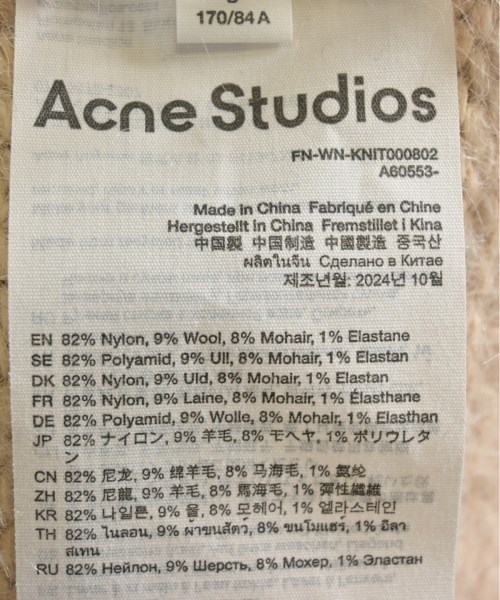 170/84A
Acne Studios
FN-WN-KNIT000802
A60553-
Made in China Fabriqué en Chine
Hergestellt in China Fremstillet i Kina
中国製 中国制造 中國製造 중국산
ผลิตในจีน Сделано в Китае
제조년월: 2024년 10월
EN 82% Nylon, 9% Wool, 8% Mohair, 1% Elastane
SE 82% Polyamid, 9% Ull, 8% Mohair, 1% Elastan
DK 82% Nylon, 9% Uld, 8% Mohair, 1% Elastan
FR 82% Nylon, 9% Laine, 8% Mohair, 1% Élasthane
DE 82% Polyamid, 9% Wolle, 8% Mohair, 1% Elasthan
JP 82% ナイロン, 9% 羊毛, 8% モヘヤ, 1% ポリウレタ
ン
CN 82% 尼龙, 9% 绵羊毛, 8% 马海毛, 1% 氨纶
ZH 82% 尼龍, 9% 羊毛, 8% 馬海毛, 1% 彈性纖維
KR 82% 나일론, 9% 울, 8% 모헤어, 1% 엘라스테인
TH 82% ไนลอน, 9% ผ้าขนสัตว์, 8% ขนโมแฮร์, 1% อีลา
สเทน
RU 82% Нейлон, 9% Шерсть, 8% Мохер, 1% Эластан